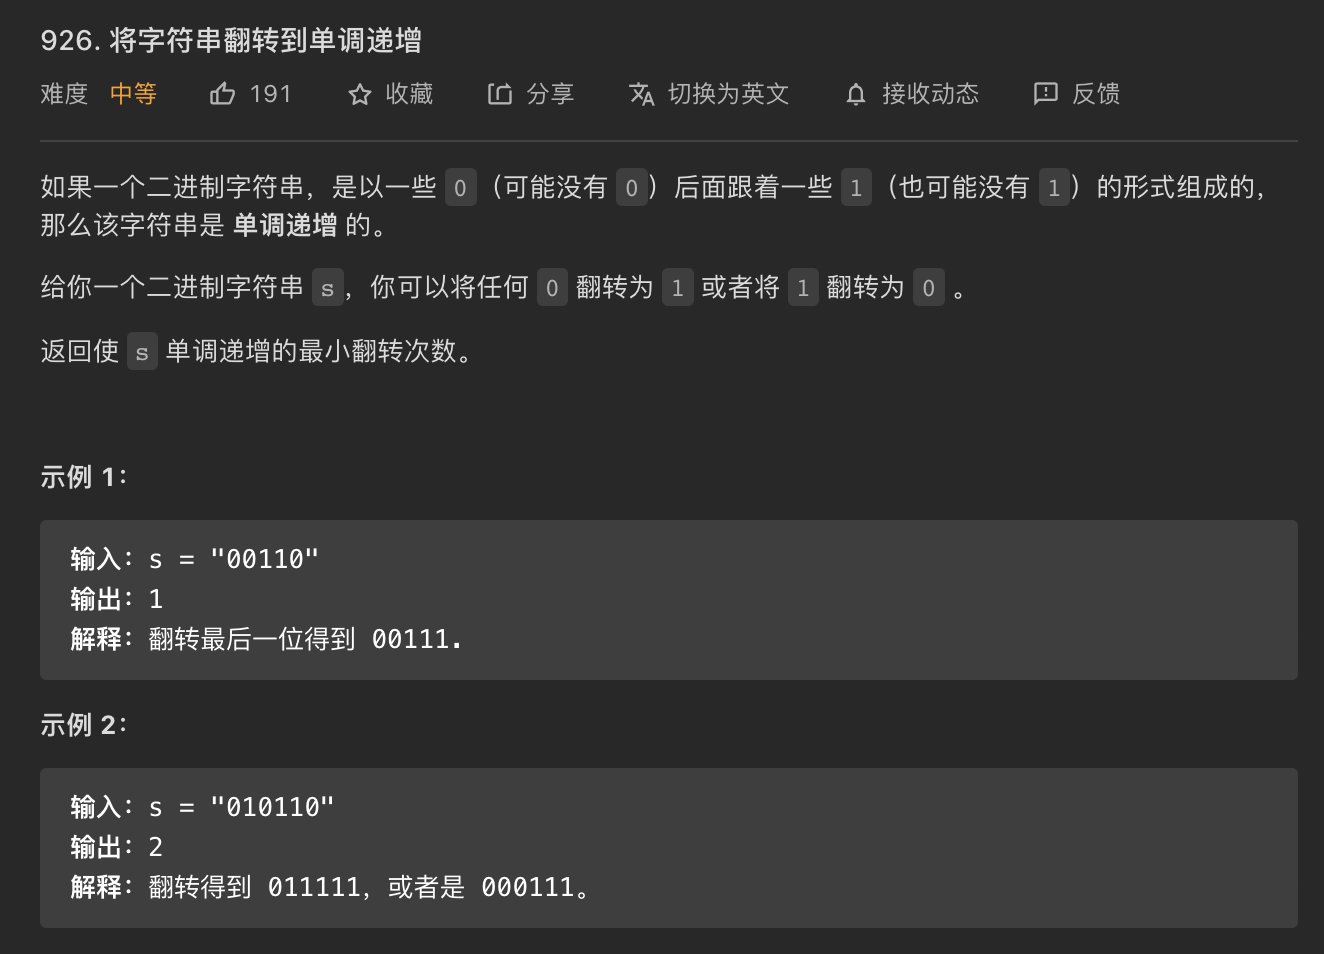 926. 将字符串翻转到单调递增
难度 中等 191 收藏 分享 切换为英文 接收动态 反馈
如果一个二进制字符串，是以一些 0（可能没有 0）后面跟着一些 1（也可能没有 1）的形式组成的，
那么该字符串是 单调递增 的。
给你一个二进制字符串 s，你可以将任何 0 翻转为 1 或者将 1 翻转为 0 。
返回使 s 单调递增的最小翻转次数。
示例 1：
输入：s = "00110"
输出：1
解释：翻转最后一位得到 00111.
示例 2：
输入：s = "010110"
输出：2
解释：翻转得到 011111，或者是 000111。